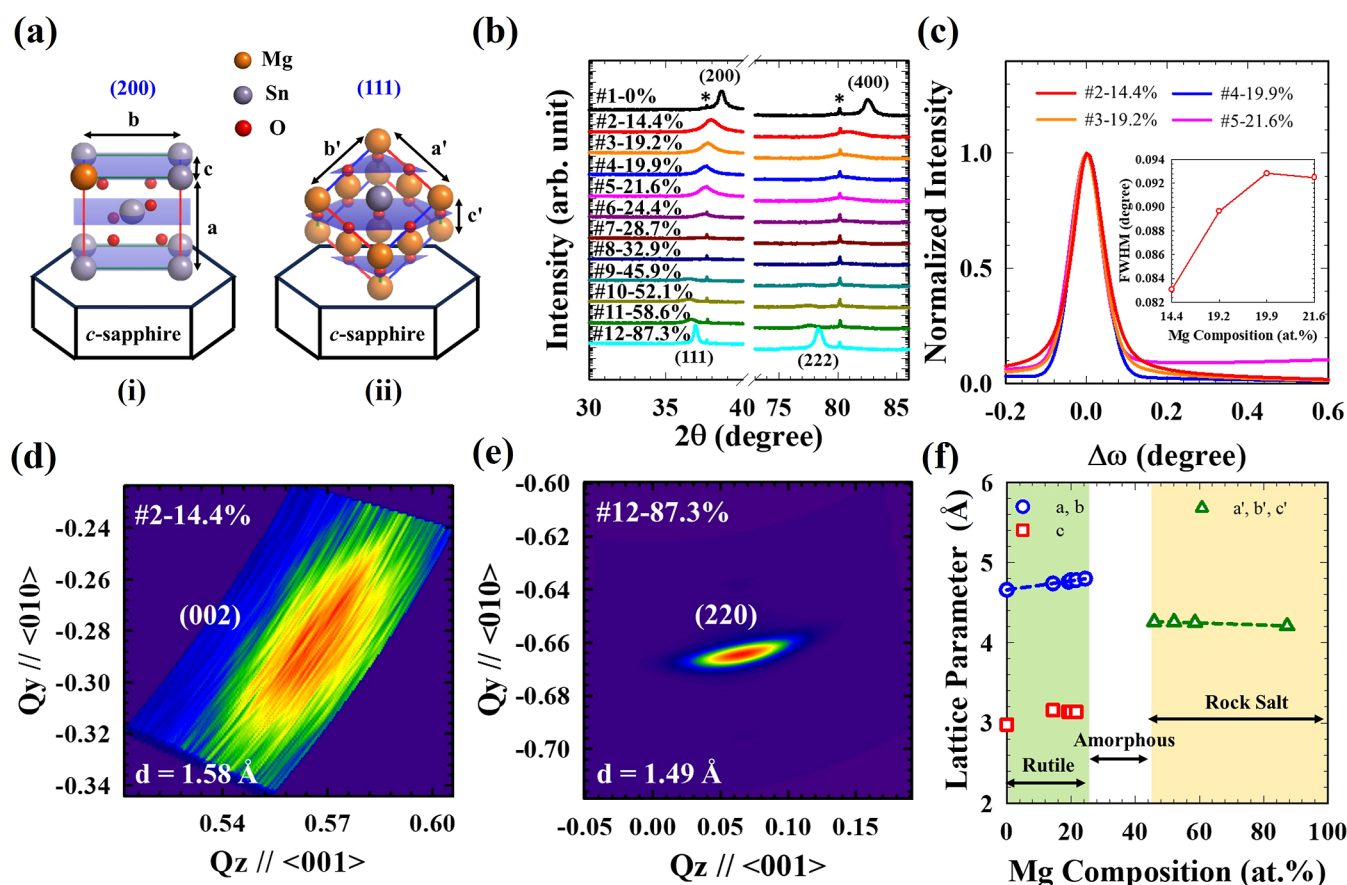 (a)
Mg
Sn
O
(200)
b
c
a
c-sapphire
(i)
(111)
b'
a'
c'
c-sapphire
(ii)
(b)
Intensity (arb. unit)
(200)
(400)
*
*
#1-0%
#2-14.4%
#3-19.2%
#4-19.9%
#5-21.6%
#6-24.4%
#7-28.7%
#8-32.9%
#9-45.9%
#10-52.1%
#11-58.6%
#12-87.3%
(111)
(222)
30 35 40 75 80 85
2θ (degree)
(c)
Normalized Intensity
1.0
0.5
0.0
#2-14.4%
#3-19.2%
#4-19.9%
#5-21.6%
FWHM (degree)
0.094
0.092
0.090
0.088
0.086
0.084
0.082
14.4 19.2 19.9 21.6
Mg Composition (at.%)
-0.2 0.0 0.2 0.4 0.6
Δω (degree)
(d)
Qy // <010>
-0.24
-0.26
-0.28
-0.30
-0.32
-0.34
#2-14.4%
(002)
d = 1.58 Å
0.54 0.57 0.60
Qz // <001>
(e)
Qy // <010>
-0.60
-0.62
-0.64
-0.66
-0.68
-0.70
#12-87.3%
(220)
d = 1.49 Å
-0.05 0.00 0.05 0.10 0.15
Qz // <001>
(f)
Lattice Parameter (Å)
6
5
4
3
2
a, b
c
a', b', c'
Rock Salt
Amorphous
Rutile
0 20 40 60 80 100
Mg Composition (at.%)